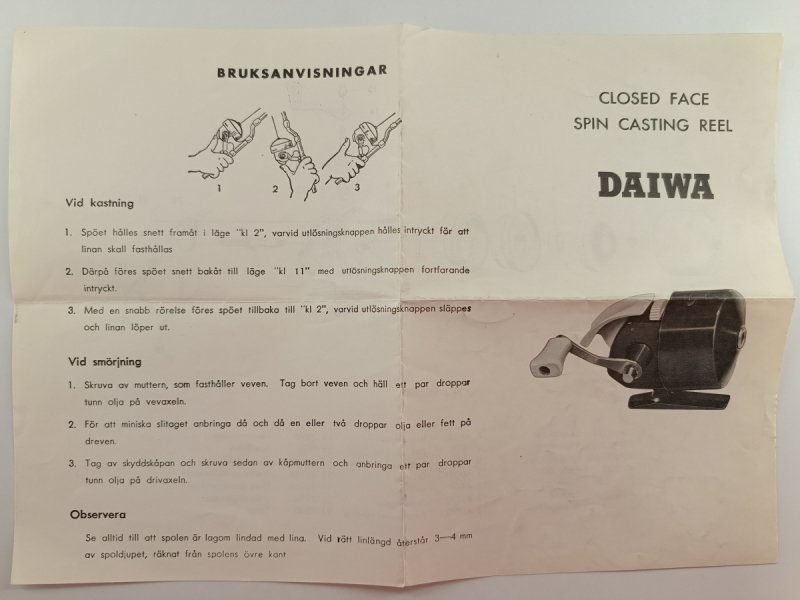 BRUKSANVISNINGAR
1 2 3
Vid kastning
1. Spöet hålles snett framåt i läge "kl 2", varvid utlösningsknappen hålles intryckt för att
linan skall fasthållas
2. Därpå föres spöet snett bakåt till läge "kl 11" med utlösningsknappen fortfarande
intryckt.
3. Med en snabb rörelse föres spöet tillbaka till "kl 2", varvid utlösningsknappen släppes
och linan löper ut.
Vid smörjning
1. Skruva av muttern, som fasthåller veven. Tag bort veven och häll ett par droppar
tunn olja på vevaxeln.
2. För att miniska slitaget anbringa då och då en eller två droppar olja eller fett på
dreven.
3. Tag av skyddskåpan och skruva sedan av kåpmuttern och anbringa ett par droppar
tunn olja på drivaxeln.
Observera
Se alltid till att spolen är lagom lindad med lina. Vid rätt linlängd återstår 3—4 mm
av spoldjupet, räknat från spolens övre kant
CLOSED FACE
SPIN CASTING REEL
DAIWA